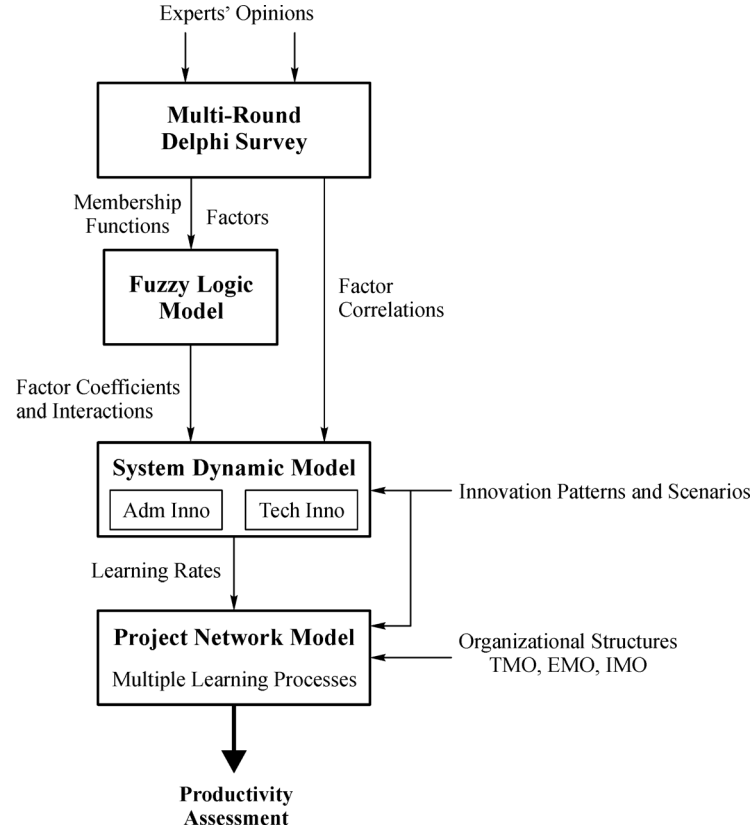 Experts' Opinions
Multi-Round
Delphi Survey
Membership
Functions
Factors
Fuzzy Logic
Model
Factor
Correlations
Factor Coefficients
and Interactions
System Dynamic Model
Adm Inno
Tech Inno
Innovation Patterns and Scenarios
Learning Rates
Project Network Model
Multiple Learning Processes
Organizational Structures
TMO, EMO, IMO
Productivity
Assessment